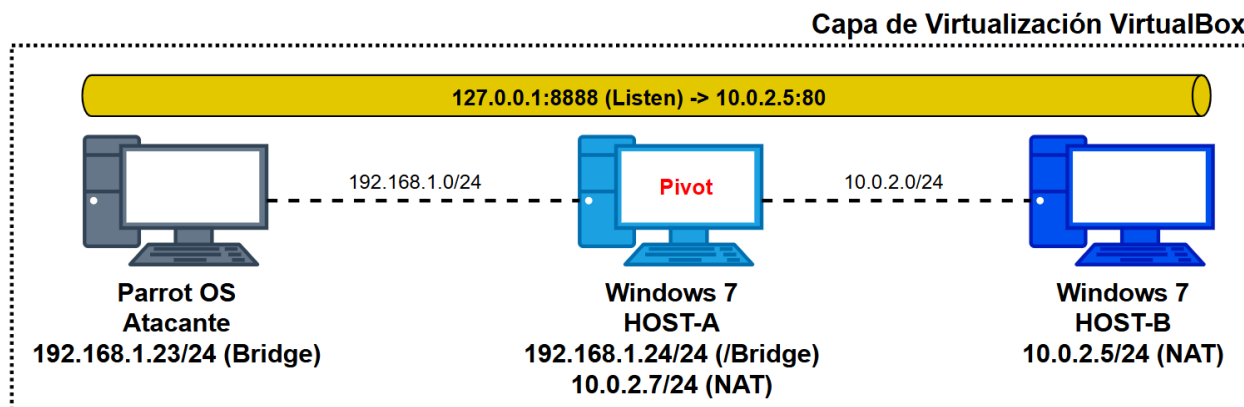 Capa de Virtualización VirtualBox
127.0.0.1:8888 (Listen) -> 10.0.2.5:80
192.168.1.0/24
Pivot
10.0.2.0/24
Parrot OS
Atacante
192.168.1.23/24 (Bridge)
Windows 7
HOST-A
192.168.1.24/24 (/Bridge)
10.0.2.7/24 (NAT)
Windows 7
HOST-B
10.0.2.5/24 (NAT)